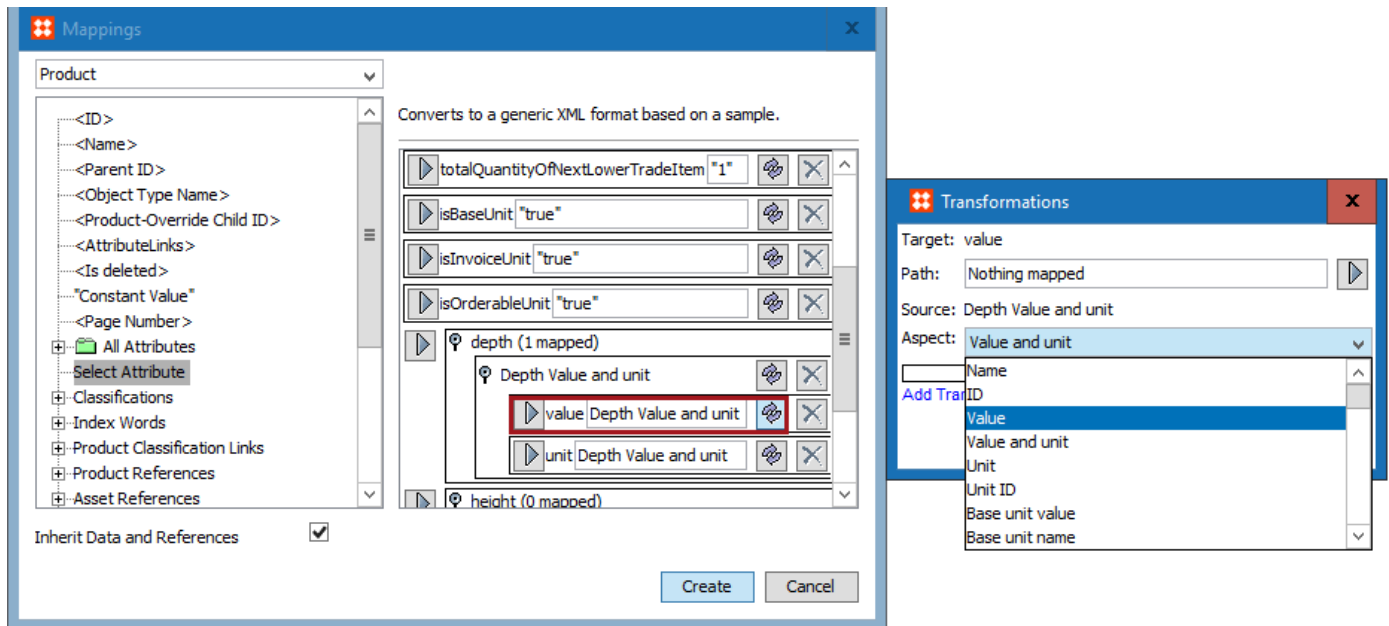 Mappings
x
Product
<ID>
<Name>
<Parent ID>
<Object Type Name>
<Product-Override Child ID>
<AttributeLinks>
<Is deleted>
"Constant Value"
<Page Number>
All Attributes
Select Attribute
Classifications
Index Words
Product Classification Links
Product References
Asset References
Inherit Data and References
Converts to a generic XML format based on a sample.
totalQuantityOfNextLowerTradeItem "1"
isBaseUnit "true"
isInvoiceUnit "true"
isOrderableUnit "true"
depth (1 mapped)
Depth Value and unit
value Depth Value and unit
unit Depth Value and unit
height (0 mapped)
Create Cancel
Transformations
x
Target: value
Path: Nothing mapped
Source: Depth Value and unit
Aspect: Value and unit
Add Tra
Name
ID
Value
Value and unit
Unit
Unit ID
Base unit value
Base unit name